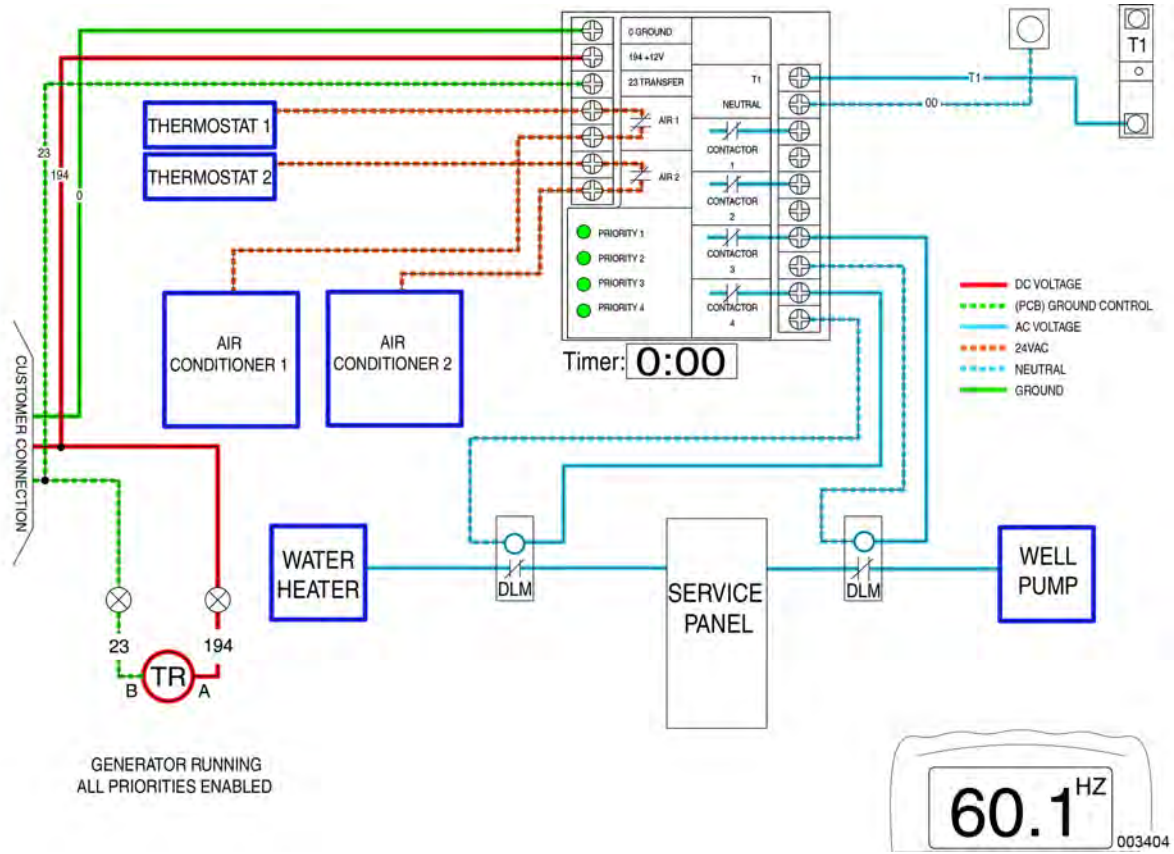 0 GROUND
194 +12V
23 TRANSFER
T1
NEUTRAL
AIR 1
CONTACTOR
1
AIR 2
CONTACTOR
2
PRIORITY 1
PRIORITY 2
PRIORITY 3
PRIORITY 4
CONTACTOR
3
CONTACTOR
4
Timer: 0:00
T1
00
T1
THERMOSTAT 1
THERMOSTAT 2
23
194
0
AIR
CONDITIONER 1
AIR
CONDITIONER 2
DC VOLTAGE
(PCB) GROUND CONTROL
AC VOLTAGE
24VAC
NEUTRAL
GROUND
CUSTOMER CONNECTION
WATER
HEATER
DLM
SERVICE
PANEL
DLM
WELL
PUMP
23
194
B
TR
A
GENERATOR RUNNING
ALL PRIORITIES ENABLED
60.1 HZ
003404